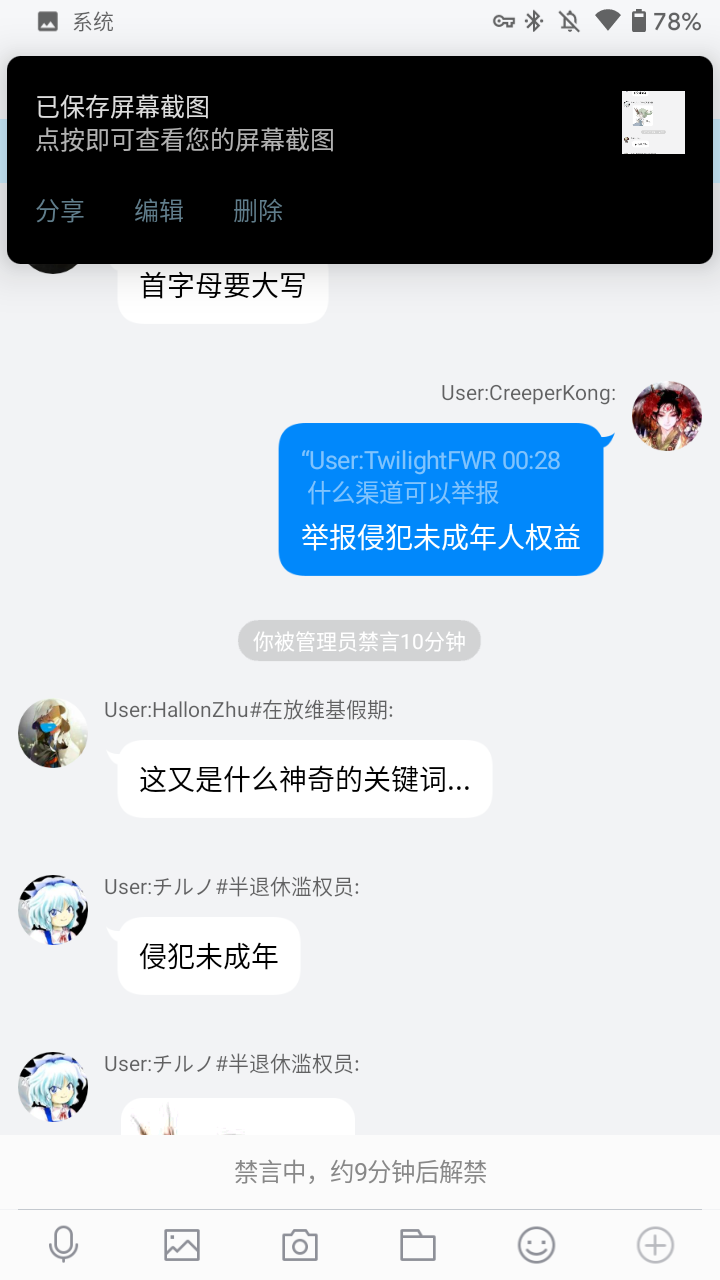 系统
78%
已保存屏幕截图
点按即可查看您的屏幕截图
分享 编辑 删除
首字母要大写
User:CreeperKong:
“User:TwilightFWR 00:28
什么渠道可以举报
举报侵犯未成年人权益
你被管理员禁言10分钟
User:HallonZhu#在放维基假期:
这又是什么神奇的关键词...
User:チルノ#半退休滥权员:
侵犯未成年
User:チルノ#半退休滥权员:
禁言中，约9分钟后解禁